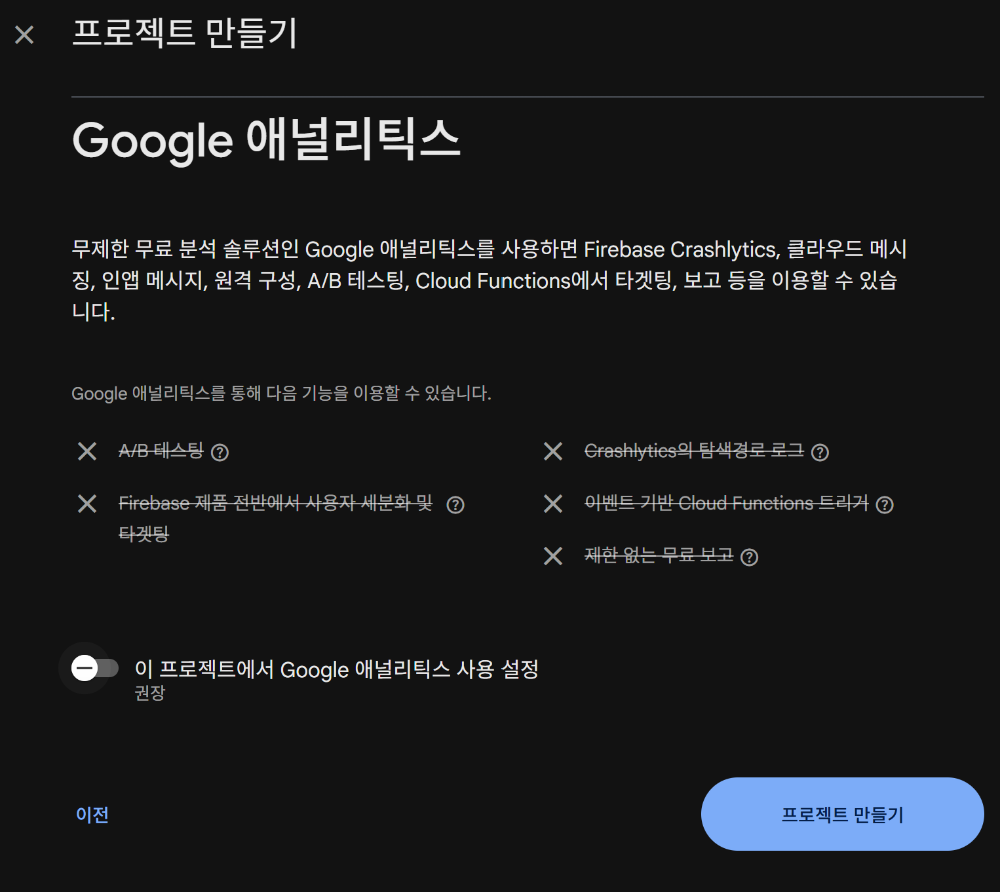 프로젝트 만들기
Google 애널리틱스
무제한 무료 분석 솔루션인 Google 애널리틱스를 사용하면 Firebase Crashlytics, 클라우드 메시
징, 인앱 메시지, 원격 구성, A/B 테스팅, Cloud Functions에서 타겟팅, 보고 등을 이용할 수 있습
니다.
Google 애널리틱스를 통해 다음 기능을 이용할 수 있습니다.
A/B 테스팅
Firebase 제품 전반에서 사용자 세분화 및
타겟팅
Crashlytics의 탐색경로 로그
이벤트 기반 Cloud Functions 트리거
제한 없는 무료 보고
이 프로젝트에서 Google 애널리틱스 사용 설정
권장
이전
프로젝트 만들기